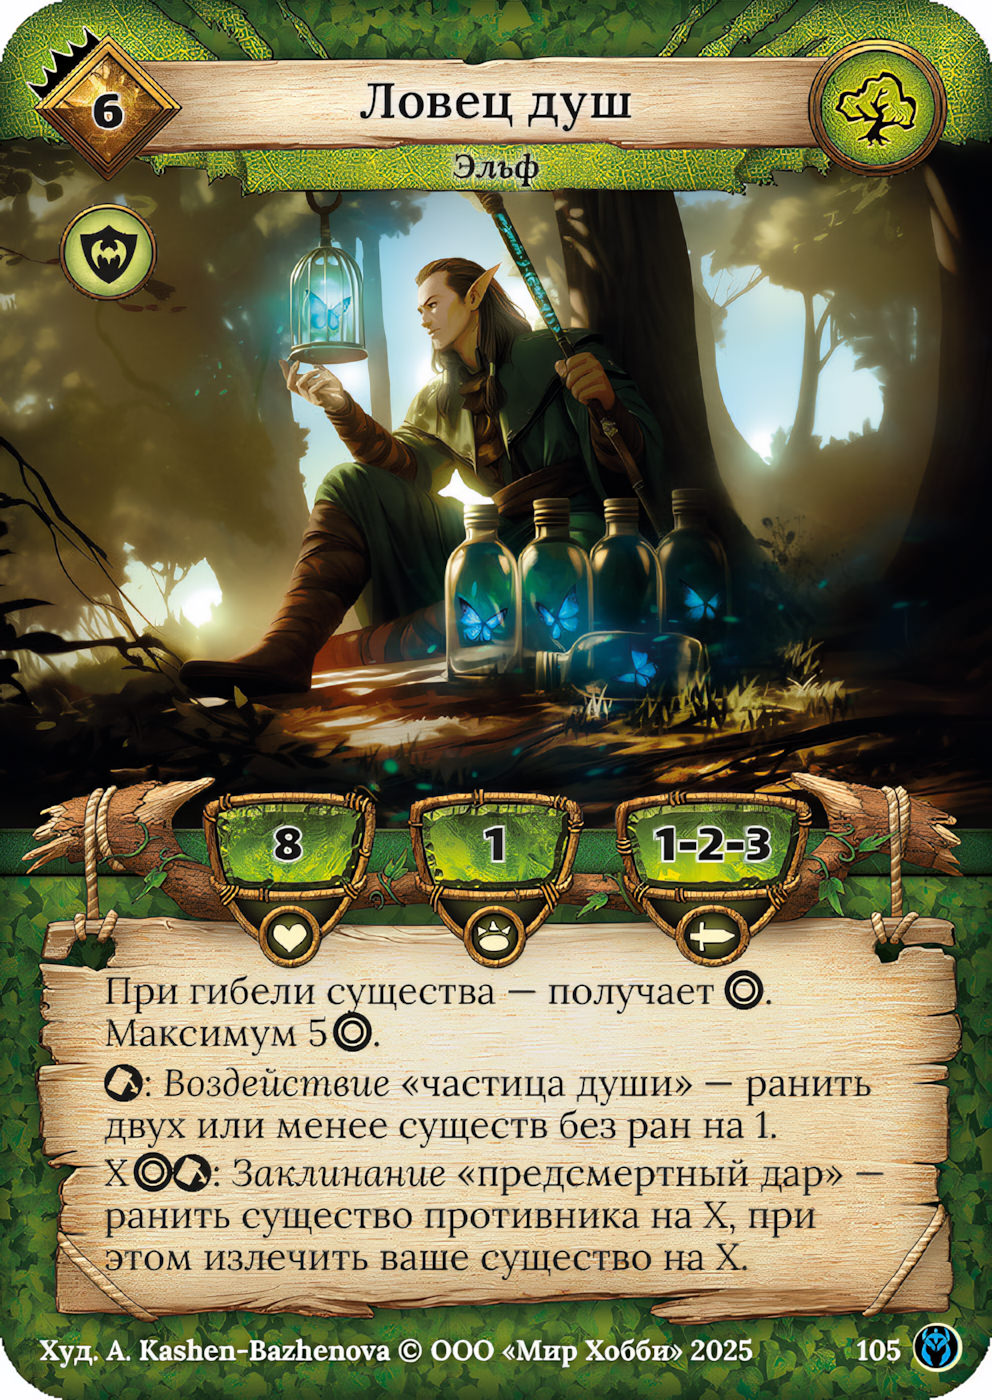 6
Ловец душ
Эльф
8
1
1-2-3
При гибели существа — получает .
Максимум 5.
: Воздействие «частица души» — ранить
двух или менее существ без ран на 1.
X: Заклинание «предсмертный дар» —
ранить существо противника на X, при
этом излечить ваше существо на X.
Худ. А. Kashen-Bazhenova © ООО «Мир Хобби» 2025
105